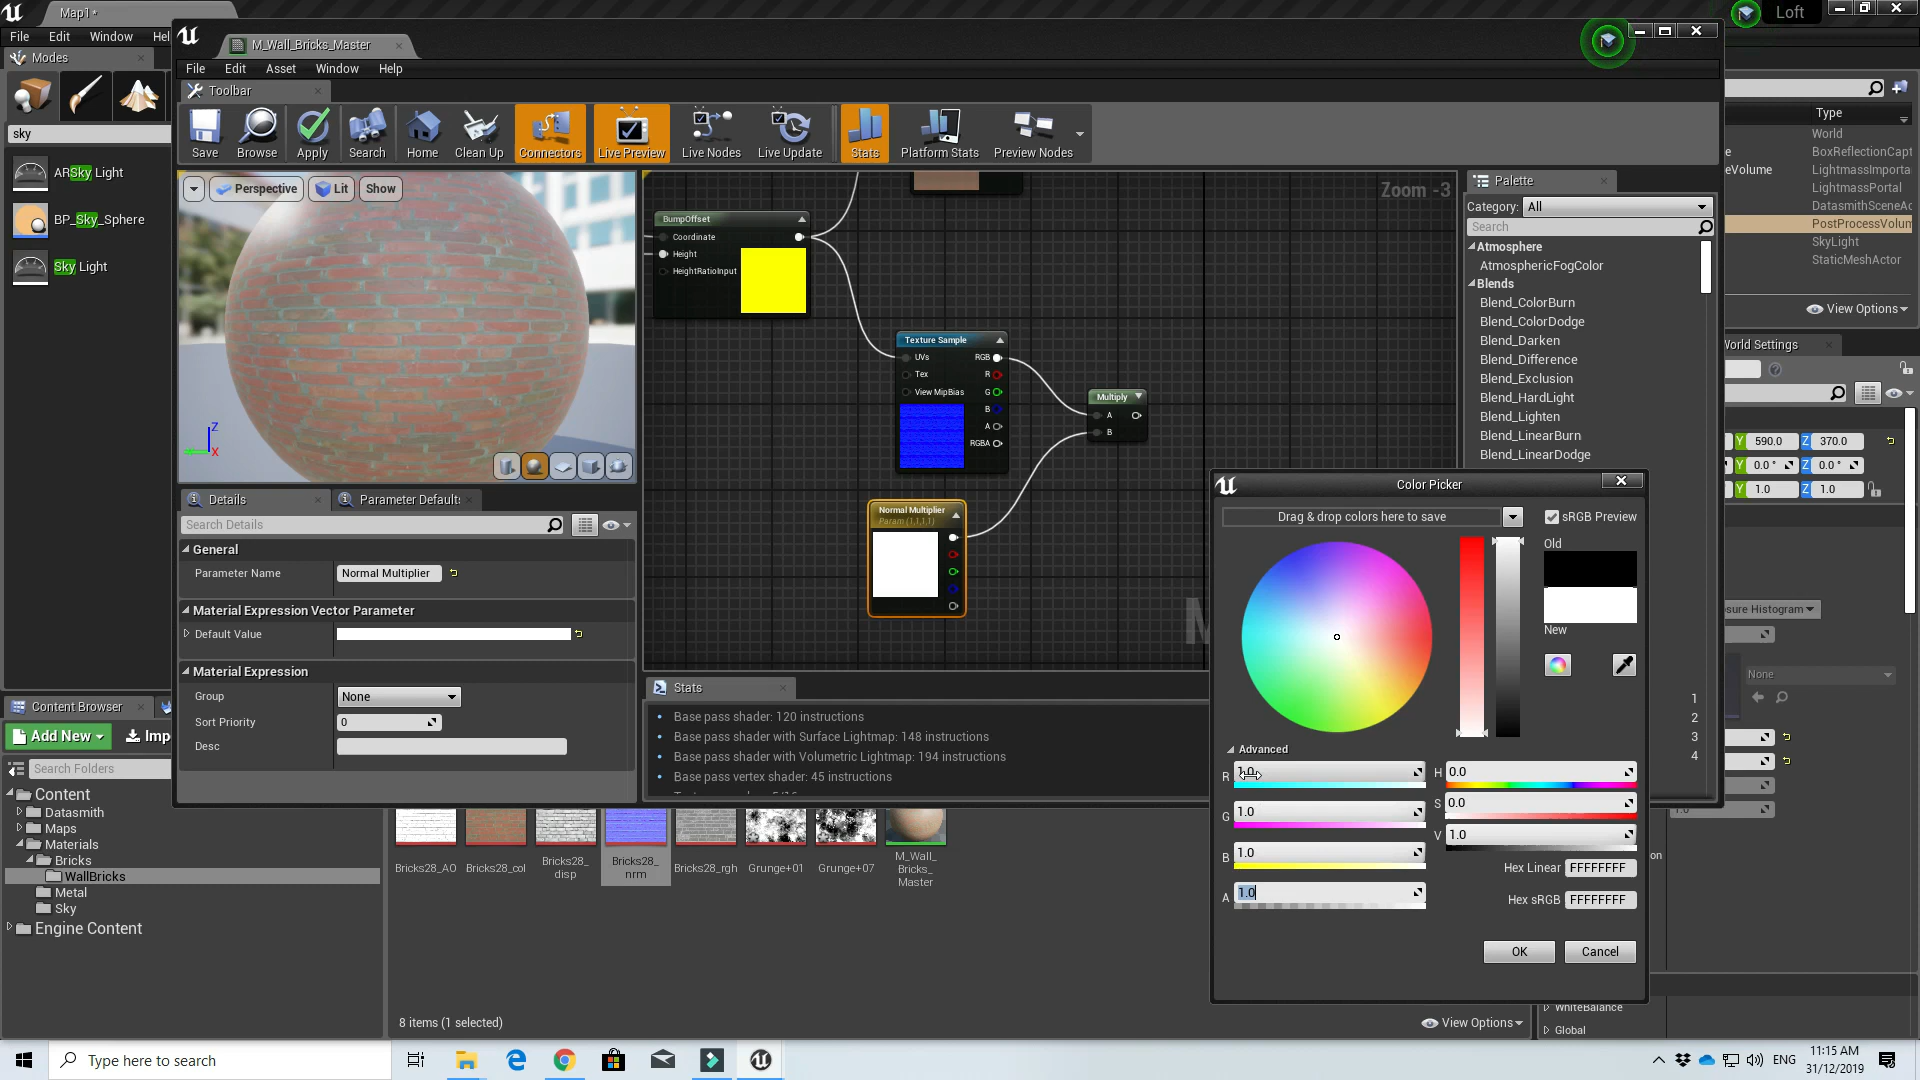 Map1*
Loft
File Edit Window Hel
Modes
sky
ARSky Light
BP_Sky_Sphere
Sky Light
M_Wall_Bricks_Master
File Edit Asset Window Help
Toolbar
Save Browse Apply Search Home Clean Up Connectors Live Preview Live Nodes Live Update Stats Platform Stats Preview Nodes
Perspective Lit Show
Z
X
Zoom -3
BumpOffset
Coordinate
Height
HeightRatioInput
Texture Sample
UVs RGB
Tex R
View MipBias G
B
A
RGBA
Multiply
A
B
Normal Multiplier
Param (1,1,1,1)
M
Palette
Category: All
Search
Atmosphere
AtmosphericFogColor
Blends
Blend_ColorBurn
Blend_ColorDodge
Blend_Darken
Blend_Difference
Blend_Exclusion
Blend_HardLight
Blend_Lighten
Blend_LinearBurn
Blend_LinearDodge
1
2
3
4
Type
World
e BoxReflectionCapt
eVolume LightmassImporta
LightmassPortal
DatasmithSceneAc
PostProcessVolum
SkyLight
StaticMeshActor
View Options
World Settings
Y 590.0 Z 370.0
Y 0.0 ° Z 0.0 °
Y 1.0 Z 1.0
sure Histogram
None
1.0
on
WhiteBalance
Global
Details Parameter Defaults
Search Details
General
Parameter Name Normal Multiplier
Material Expression Vector Parameter
Default Value
Material Expression
Group None
Sort Priority 0
Desc
Stats
Base pass shader: 120 instructions
Base pass shader with Surface Lightmap: 148 instructions
Base pass shader with Volumetric Lightmap: 194 instructions
Base pass vertex shader: 45 instructions
Color Picker
Drag & drop colors here to save
sRGB Preview
Old
New
Advanced
R 1.0
G 1.0
B 1.0
A 1.0
H 0.0
S 0.0
V 1.0
Hex Linear FFFFFFFF
Hex sRGB FFFFFFFF
OK Cancel
Content Browser
Add New Imp
Search Folders
Content
Datasmith
Maps
Materials
Bricks
WallBricks
Metal
Sky
Engine Content
Bricks28_AO
Bricks28_col
Bricks28_
disp
Bricks28_
nrm
Bricks28_rgh
Grunge+01
Grunge+07
M_Wall_
Bricks_
Master
8 items (1 selected)
View Options
Type here to search
ENG
11:15 AM
31/12/2019